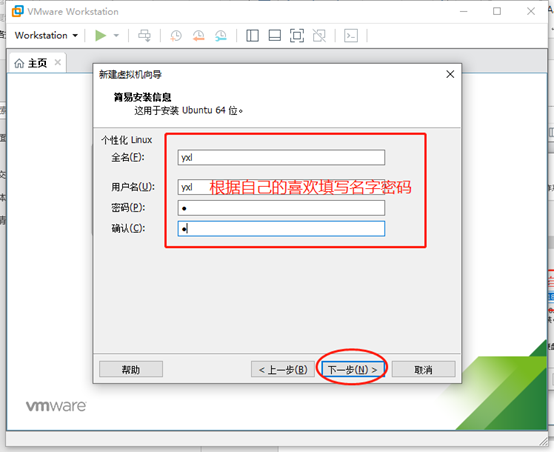 VMware Workstation
Workstation
主页
新建虚拟机向导
简易安装信息
这用于安装 Ubuntu 64 位。
个性化 Linux
全名(F):
yxl
用户名(U):
yxl
根据自己的喜欢填写名字密码
密码(P):
●
确认(C):
●
帮助
< 上一步(B)
下一步(N) >
取消
vmware